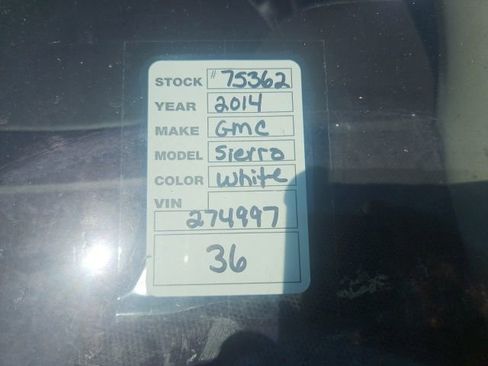 STOCK # 75362
YEAR 2014
MAKE GMC
MODEL Sierra
COLOR White
VIN
274997
36